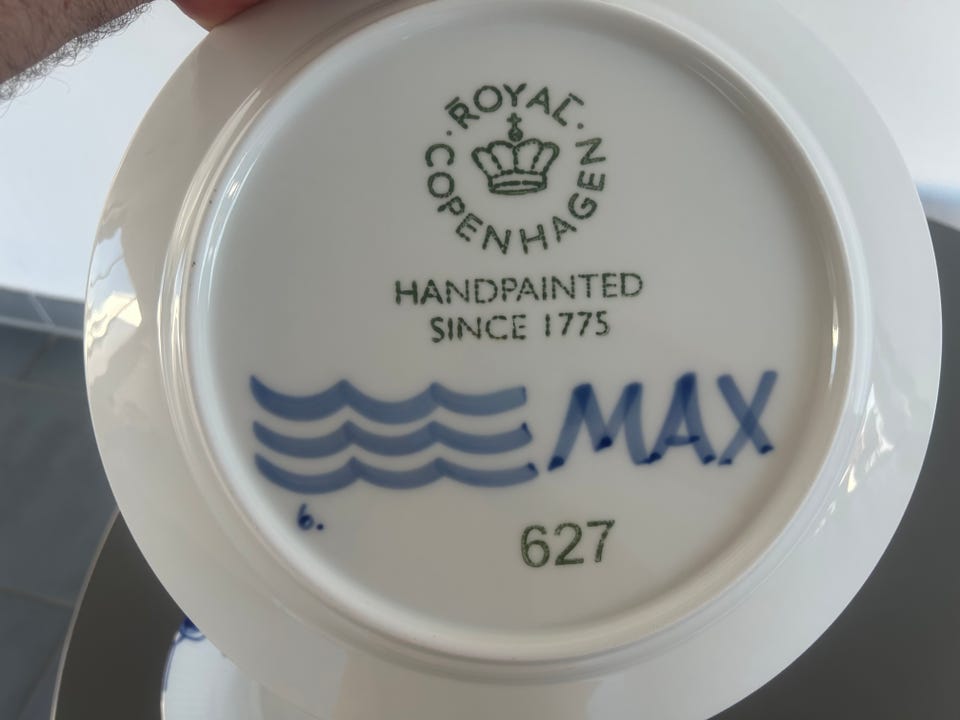 ROYAL
COPENHAGEN
HANDPAINTED
SINCE 1775
MAX
6.
627